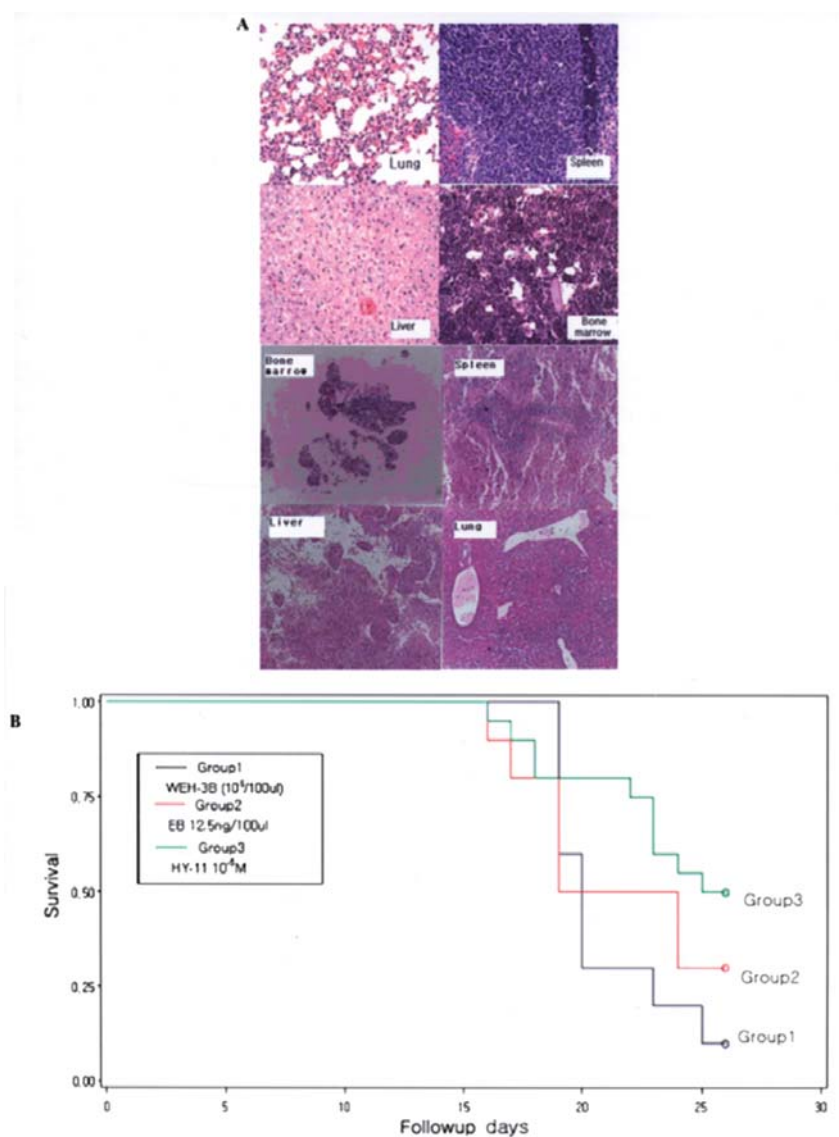 A
Lung
Spleen
Liver
Bone
marrow
Bone
marrow
Spleen
Liver
Lung
B
1.00
0.75
0.50
0.25
0.00
Survival
Group1
WEH-3B (10⁵/100ul)
Group2
EB 12.5ng/100ul
Group3
HY-11 10⁻⁶M
Group3
Group2
Group1
0 5 10 15 20 25 30
Followup days